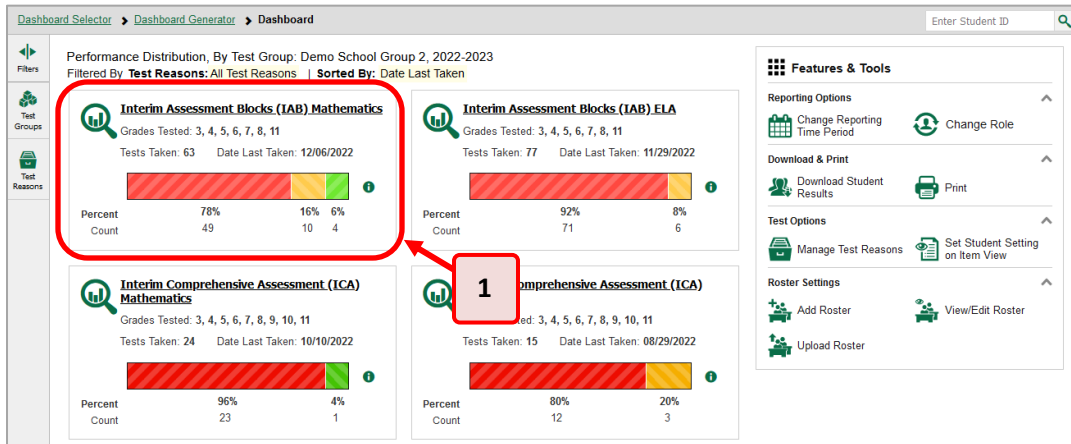 Dashboard Selector > Dashboard Generator > Dashboard
Enter Student ID
Filters
Test
Groups
Test
Reasons
Performance Distribution, By Test Group: Demo School Group 2, 2022-2023
Filtered By Test Reasons: All Test Reasons | Sorted By: Date Last Taken
Interim Assessment Blocks (IAB) Mathematics
Grades Tested: 3, 4, 5, 6, 7, 8, 11
Tests Taken: 63 Date Last Taken: 12/06/2022
Percent 78% 16% 6%
Count 49 10 4
Interim Assessment Blocks (IAB) ELA
Grades Tested: 3, 4, 5, 6, 7, 8, 11
Tests Taken: 77 Date Last Taken: 11/29/2022
Percent 92% 8%
Count 71 6
1
Interim Comprehensive Assessment (ICA)
Mathematics
Grades Tested: 3, 4, 5, 6, 7, 8, 9, 10, 11
Tests Taken: 24 Date Last Taken: 10/10/2022
Percent 96% 4%
Count 23 1
Assessment (ICA)
3, 4, 5, 6, 7, 8, 9, 10, 11
Tests Taken: 15 Date Last Taken: 08/29/2022
Percent 80% 20%
Count 12 3
Features & Tools
Reporting Options
Change Reporting
Time Period
Change Role
Download & Print
Download Student
Results
Print
Test Options
Manage Test Reasons
Set Student Setting
on Item View
Roster Settings
Add Roster
View/Edit Roster
Upload Roster